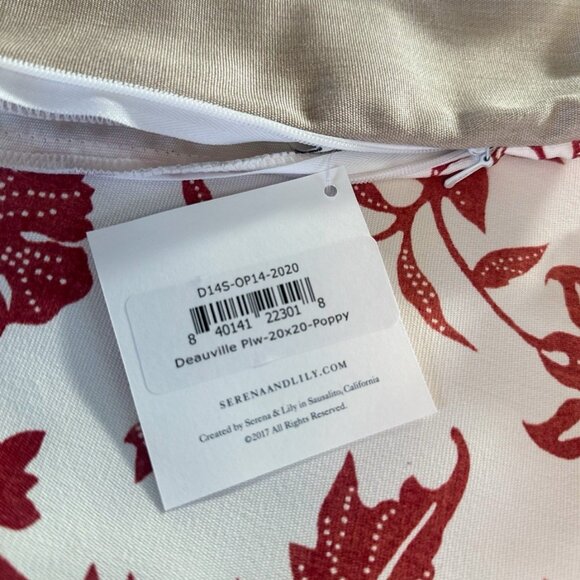 D14S-OP14-2020
8 40141 22301 8
Deauville Plw-20x20-Poppy
SERENAANDLILY.COM
Created by Serena & Lily in Sausalito, California
©2017 All Rights Reserved.